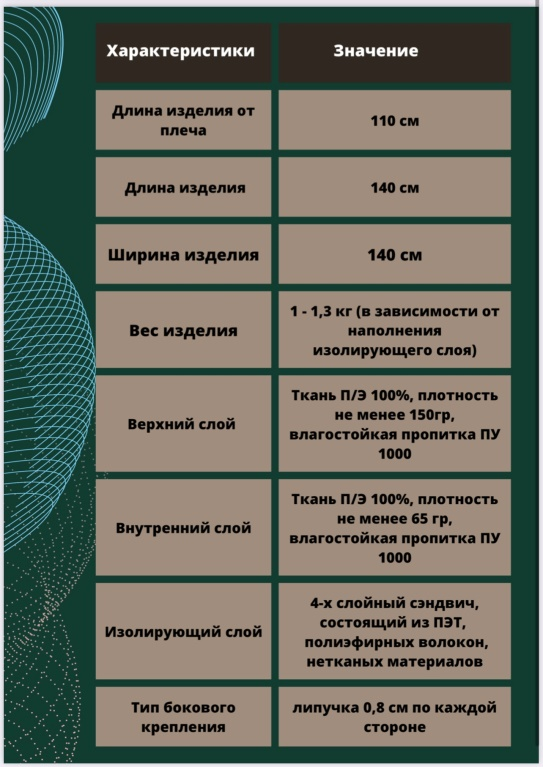 Характеристики
Значение
Длина изделия от
плеча
110 см
Длина изделия
140 см
Ширина изделия
140 см
Вес изделия
1 - 1,3 кг (в зависимости от
наполнения
изолирующего слоя)
Верхний слой
Ткань П/Э 100%, плотность
не менее 150гр,
влагостойкая пропитка ПУ
1000
Внутренний слой
Ткань П/Э 100%, плотность
не менее 65 гр,
влагостойкая пропитка ПУ
1000
Изолирующий слой
4-х слойный сэндвич,
состоящий из ПЭТ,
полиэфирных волокон,
нетканых материалов
Тип бокового
крепления
липучка 0,8 см по каждой
стороне